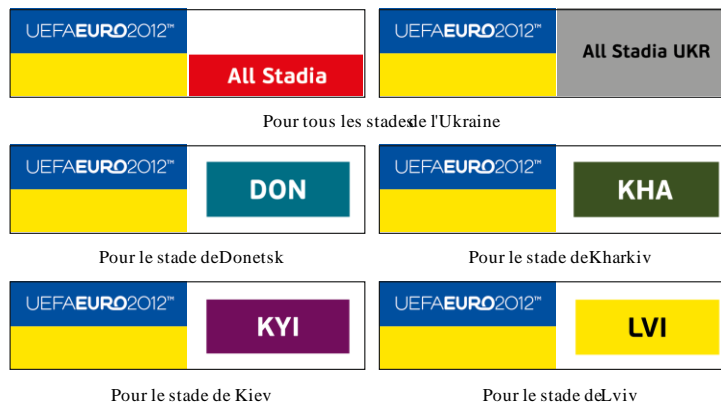 UEFAEURO2012™ UEFAEURO2012™
All Stadia All Stadia UKR
Pour tous les stades de l'Ukraine
UEFAEURO2012™ UEFAEURO2012™
DON KHA
Pour le stade de Donetsk Pour le stade de Kharkiv
UEFAEURO2012™ UEFAEURO2012™
KYI LVI
Pour le stade de Kiev Pour le stade de Lviv